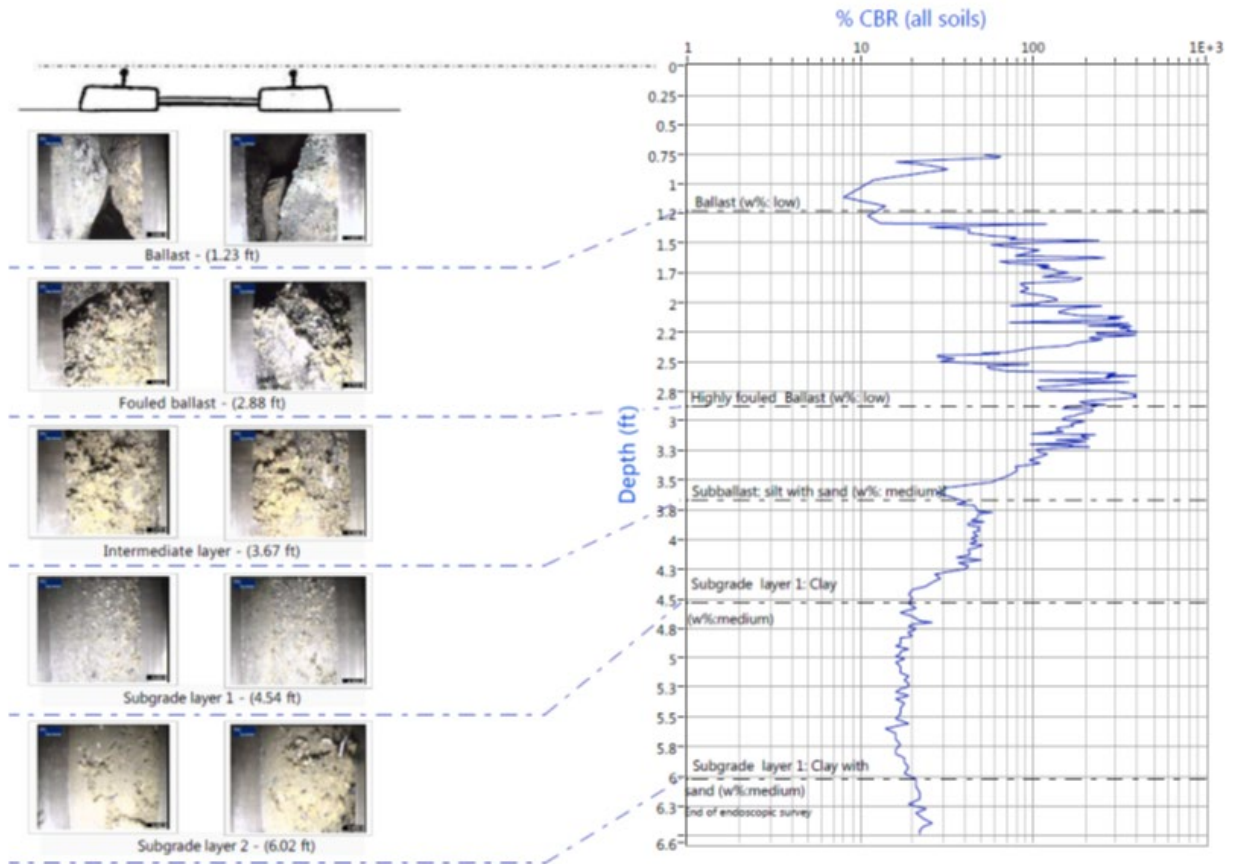 % CBR (all soils)
1 10 100 1E+3
0
0.25
0.5
0.75
1
Ballast (w%: low)
1.2
Ballast - (1.23 ft)
1.5
1.7
2
2.2
2.5
2.8
Highly fouled Ballast (w%: low)
Fouled ballast - (2.88 ft)
Depth (ft)
3
3.3
3.5
Subballast: silt with sand (w%: medium)
3.8
Intermediate layer - (3.67 ft)
4
4.3
Subgrade layer 1: Clay
4.5
(w%:medium)
4.8
5
Subgrade layer 1 - (4.54 ft)
5.3
5.5
5.8
Subgrade layer 1: Clay with
6
sand (w%:medium)
6.3
End of endoscopic survey
6.6
Subgrade layer 2 - (6.02 ft)